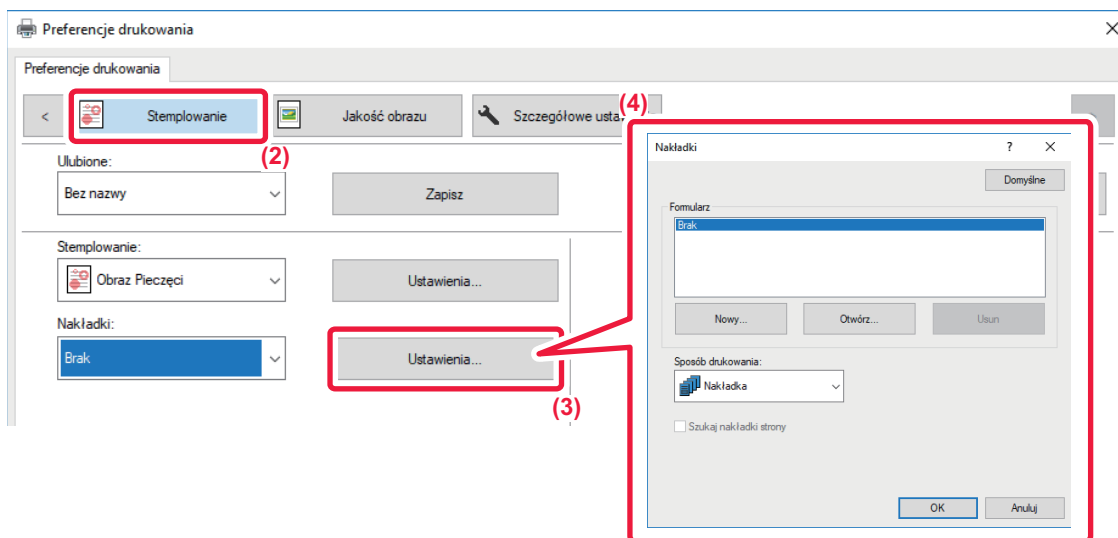 Preferencje drukowania
Preferencje drukowania
<
Stemplowanie
Jakość obrazu
Szczegółowe usta
(2)
(4)
Ulubione:
Bez nazwy
Zapisz
Stemplowanie:
Obraz Pieczęci
Ustawienia...
Nakładki:
Brak
Ustawienia...
(3)
Nakładki
?
Domyślne
Formularz
Brak
Nowy...
Otwórz...
Usun
Sposób drukowania:
Nakładka
Szukaj nakładki strony
OK
Anuluj